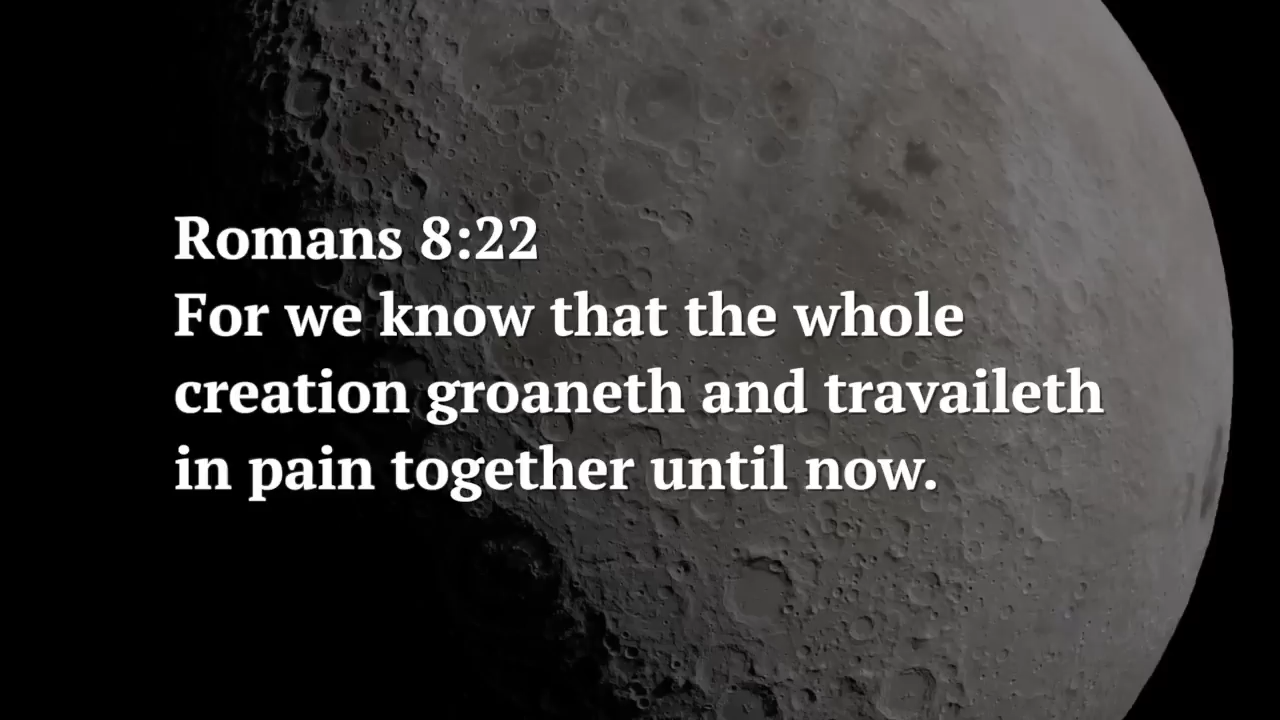 Romans 8:22
For we know that the whole
creation groaneth and travaileth
in pain together until now.